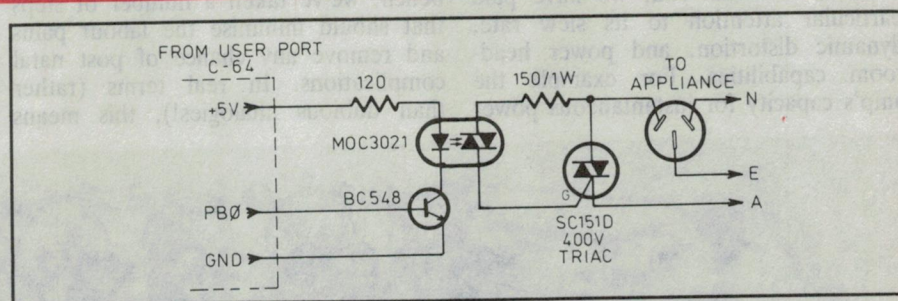 FROM USER PORT
C-64
+5V
120
150/1W
TO
APPLIANCE
N
MOC3021
E
PBØ
BC548
G
A
SC151D
400V
TRIAC
GND